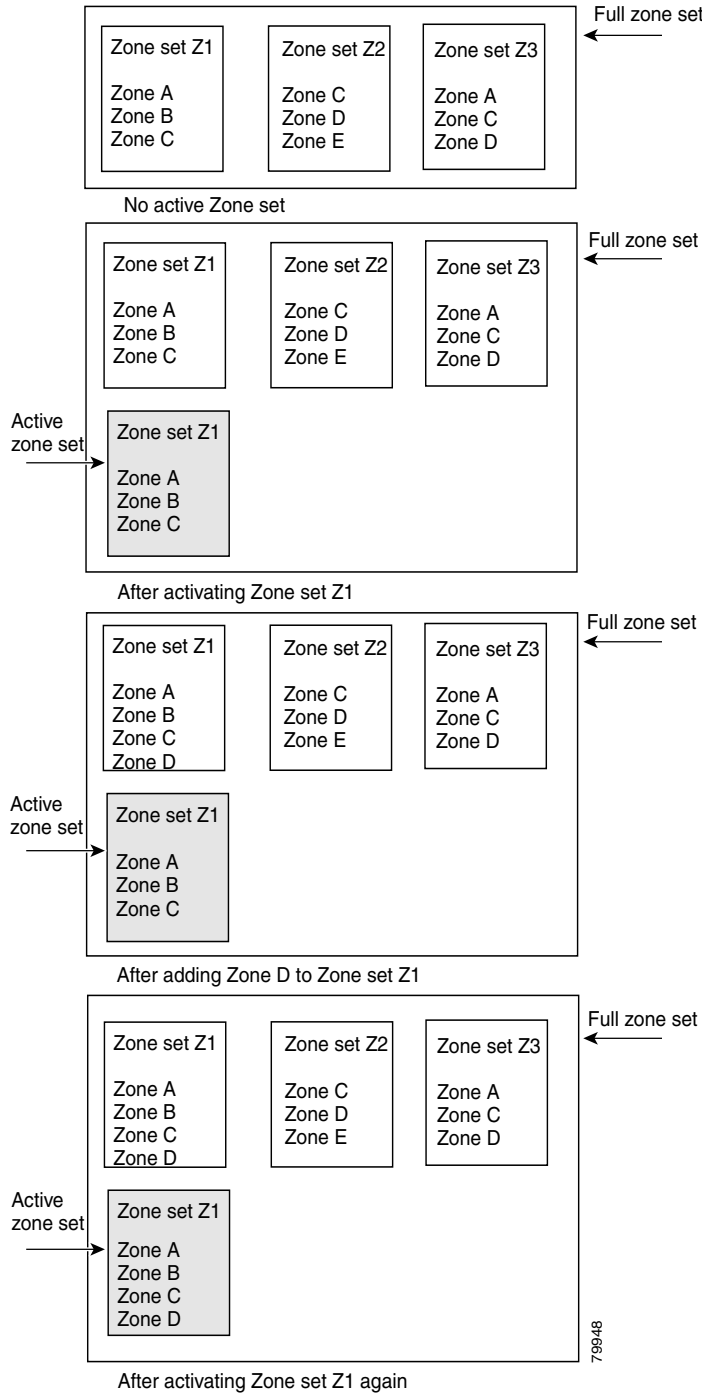 Full zone set
Zone set Z1
Zone A
Zone B
Zone C
Zone set Z2
Zone C
Zone D
Zone E
Zone set Z3
Zone A
Zone C
Zone D
No active Zone set
Full zone set
Zone set Z1
Zone A
Zone B
Zone C
Zone set Z2
Zone C
Zone D
Zone E
Zone set Z3
Zone A
Zone C
Zone D
Active
zone set
Zone set Z1
Zone A
Zone B
Zone C
After activating Zone set Z1
Full zone set
Zone set Z1
Zone A
Zone B
Zone C
Zone D
Zone set Z2
Zone C
Zone D
Zone E
Zone set Z3
Zone A
Zone C
Zone D
Active
zone set
Zone set Z1
Zone A
Zone B
Zone C
After adding Zone D to Zone set Z1
Full zone set
Zone set Z1
Zone A
Zone B
Zone C
Zone D
Zone set Z2
Zone C
Zone D
Zone E
Zone set Z3
Zone A
Zone C
Zone D
Active
zone set
Zone set Z1
Zone A
Zone B
Zone C
Zone D
79948
After activating Zone set Z1 again